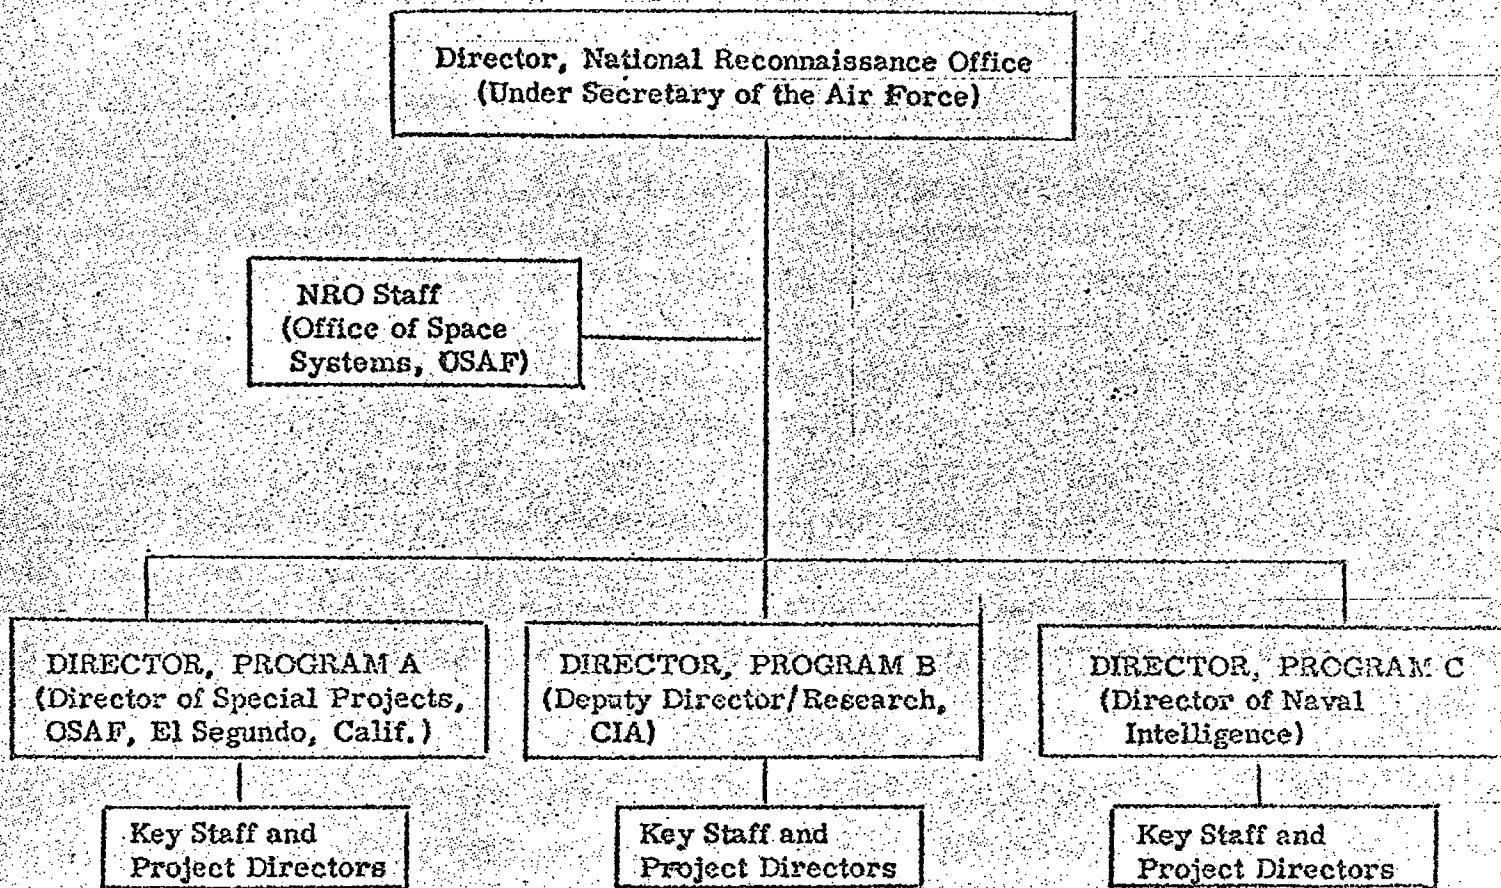 Director, National Reconnaissance Office
(Under Secretary of the Air Force)
NRO Staff
(Office of Space
Systems, OSAF)
DIRECTOR, PROGRAM A
(Director of Special Projects,
OSAF, El Segundo, Calif.)
DIRECTOR, PROGRAM B
(Deputy Director/Research,
CIA)
DIRECTOR, PROGRAM C
(Director of Naval
Intelligence)
Key Staff and
Project Directors
Key Staff and
Project Directors
Key Staff and
Project Directors